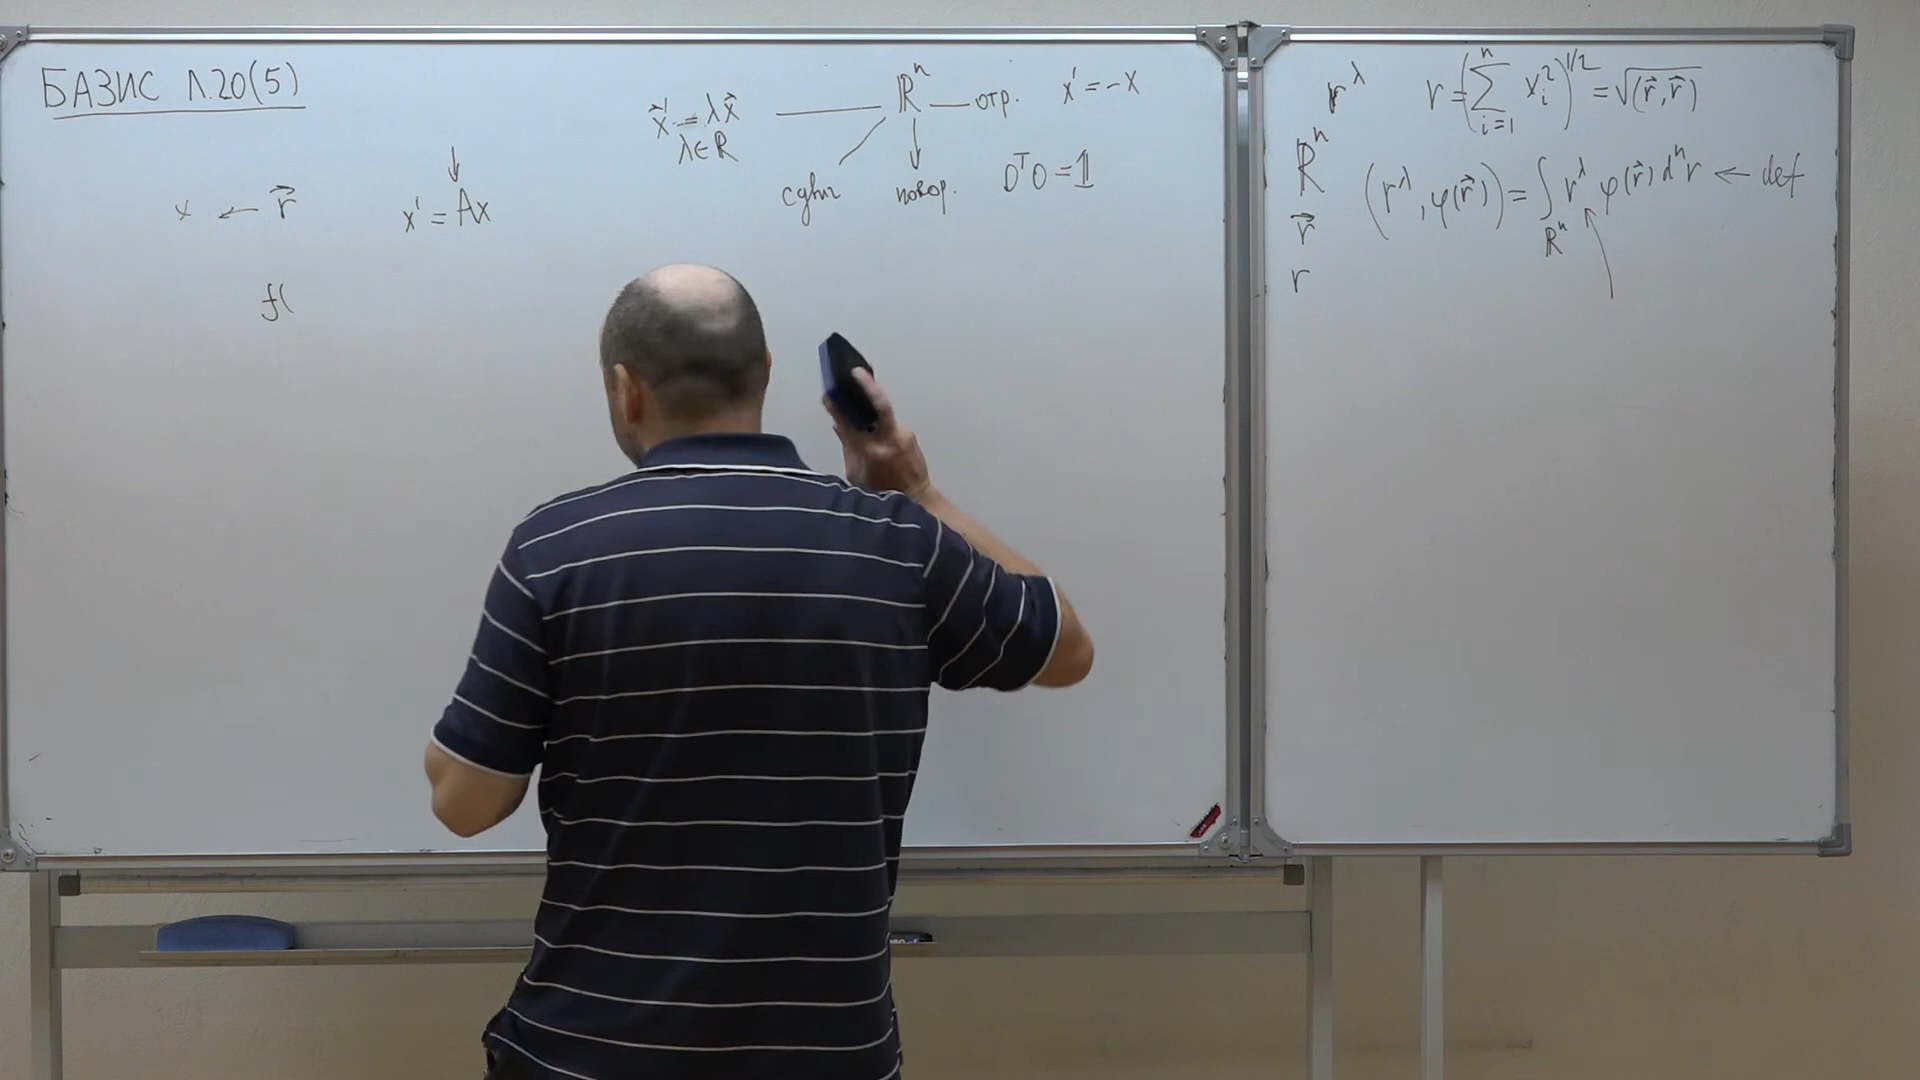 БАЗИС Л.20(5)
x⃗' = λx⃗ —— ℝⁿ —— отр. x' = −x
λ∈ℝ
сдвиг повор. OᵀO = 𝟙
x ← r⃗ x' = Ax
f(
r^λ r = (∑_{i=1}^{n} x_i²)^{1/2} = √(r⃗,r⃗)
ℝⁿ (r^λ, φ(r⃗)) = ∫_{ℝⁿ} r^λ φ(r⃗) dⁿr ← def
r⃗
r